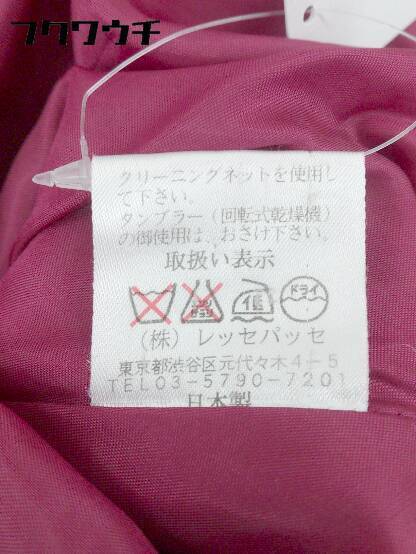 フクワウチ
クリーニングネットを使用し
て下さい。
タンブラー（回転式乾燥機）
の御使用は、おさけ下さい。
取扱い表示
低 ドライ
（株）レッセパッセ
東京都渋谷区元代々木4-5
TEL03-5790-7201
日本製